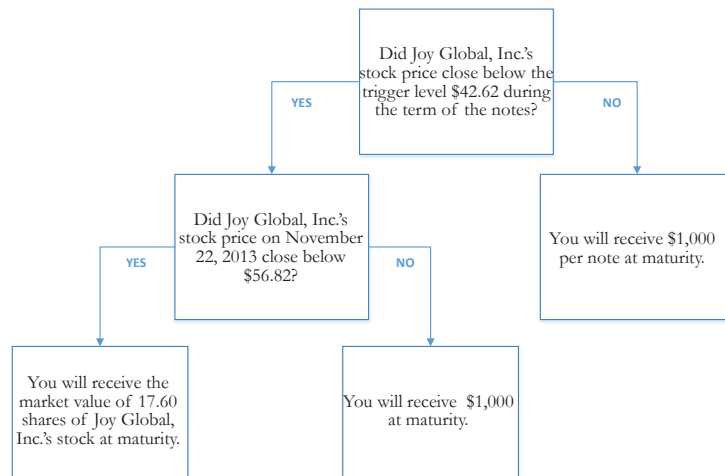 Did Joy Global, Inc.'s
stock price close below the
trigger level $42.62 during
the term of the notes?
YES
NO
Did Joy Global, Inc.'s
stock price on November
22, 2013 close below
$56.82?
You will receive $1,000
per note at maturity.
YES
NO
You will receive the
market value of 17.60
shares of Joy Global,
Inc.'s stock at maturity.
You will receive $1,000
at maturity.